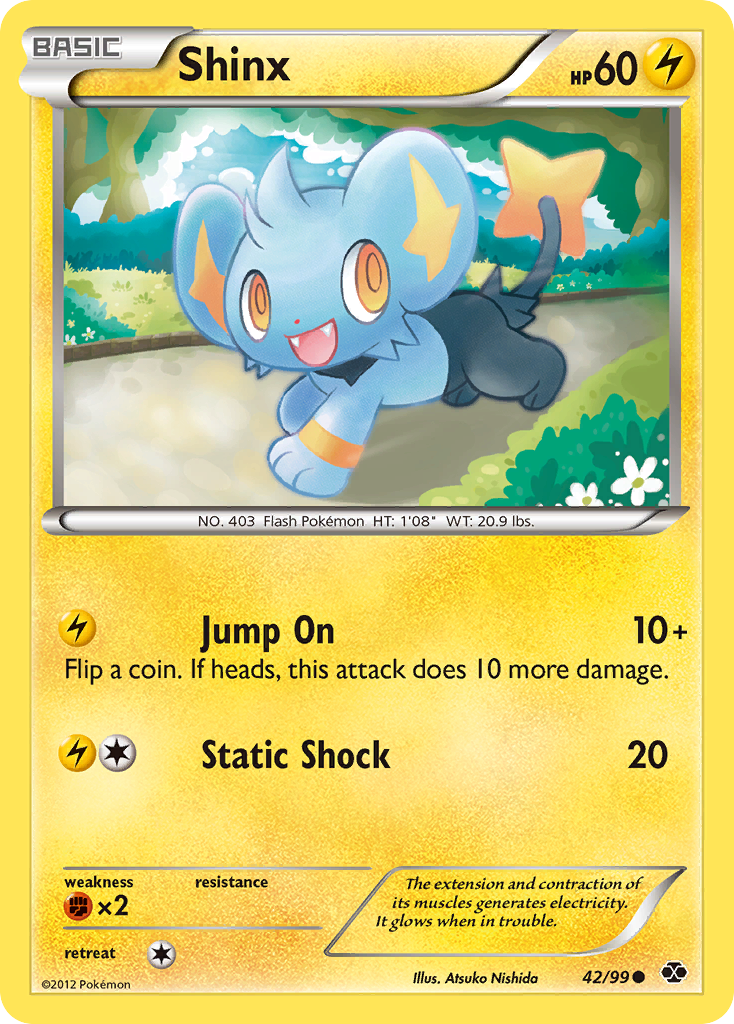 BASIC
Shinx
HP60
NO. 403 Flash Pokémon HT: 1'08" WT: 20.9 lbs.
Jump On 10+
Flip a coin. If heads, this attack does 10 more damage.
Static Shock 20
weakness resistance
×2
The extension and contraction of
its muscles generates electricity.
It glows when in trouble.
retreat
©2012 Pokémon
Illus. Atsuko Nishida
42/99